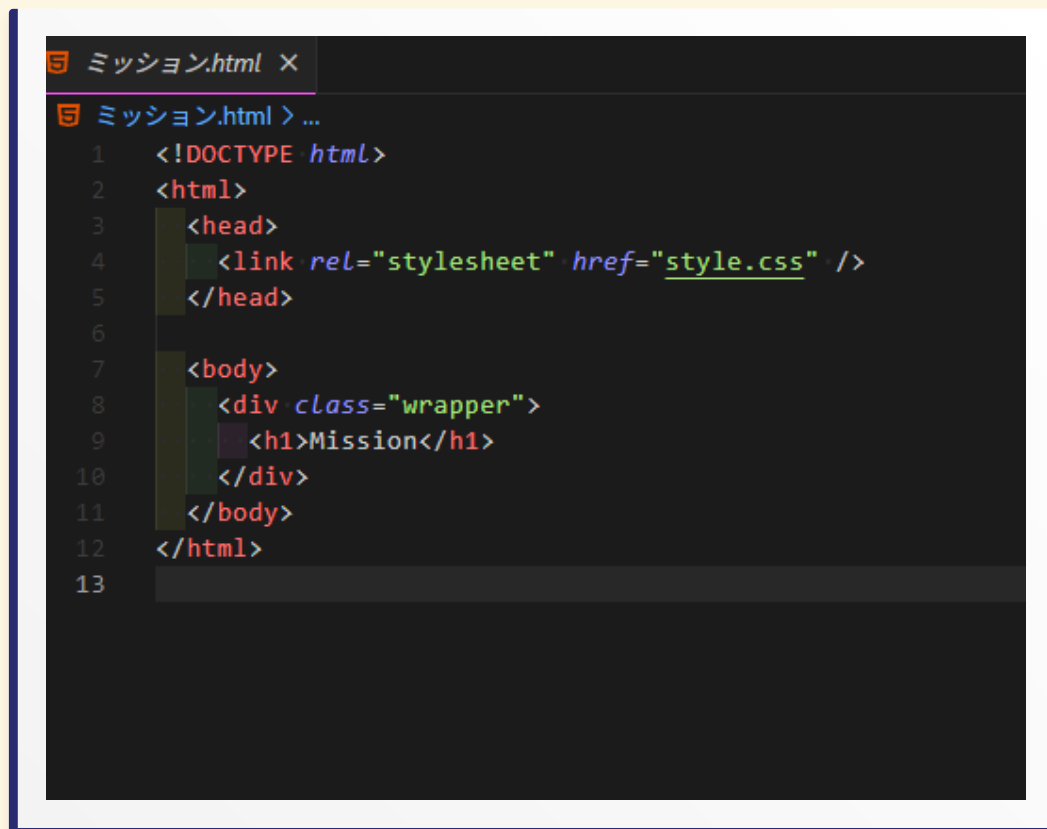 ミッション.html ×
ミッション.html > ...
1 <!DOCTYPE html>
2 <html>
3 <head>
4 <link rel="stylesheet" href="style.css" />
5 </head>
6
7 <body>
8 <div class="wrapper">
9 <h1>Mission</h1>
10 </div>
11 </body>
12 </html>
13